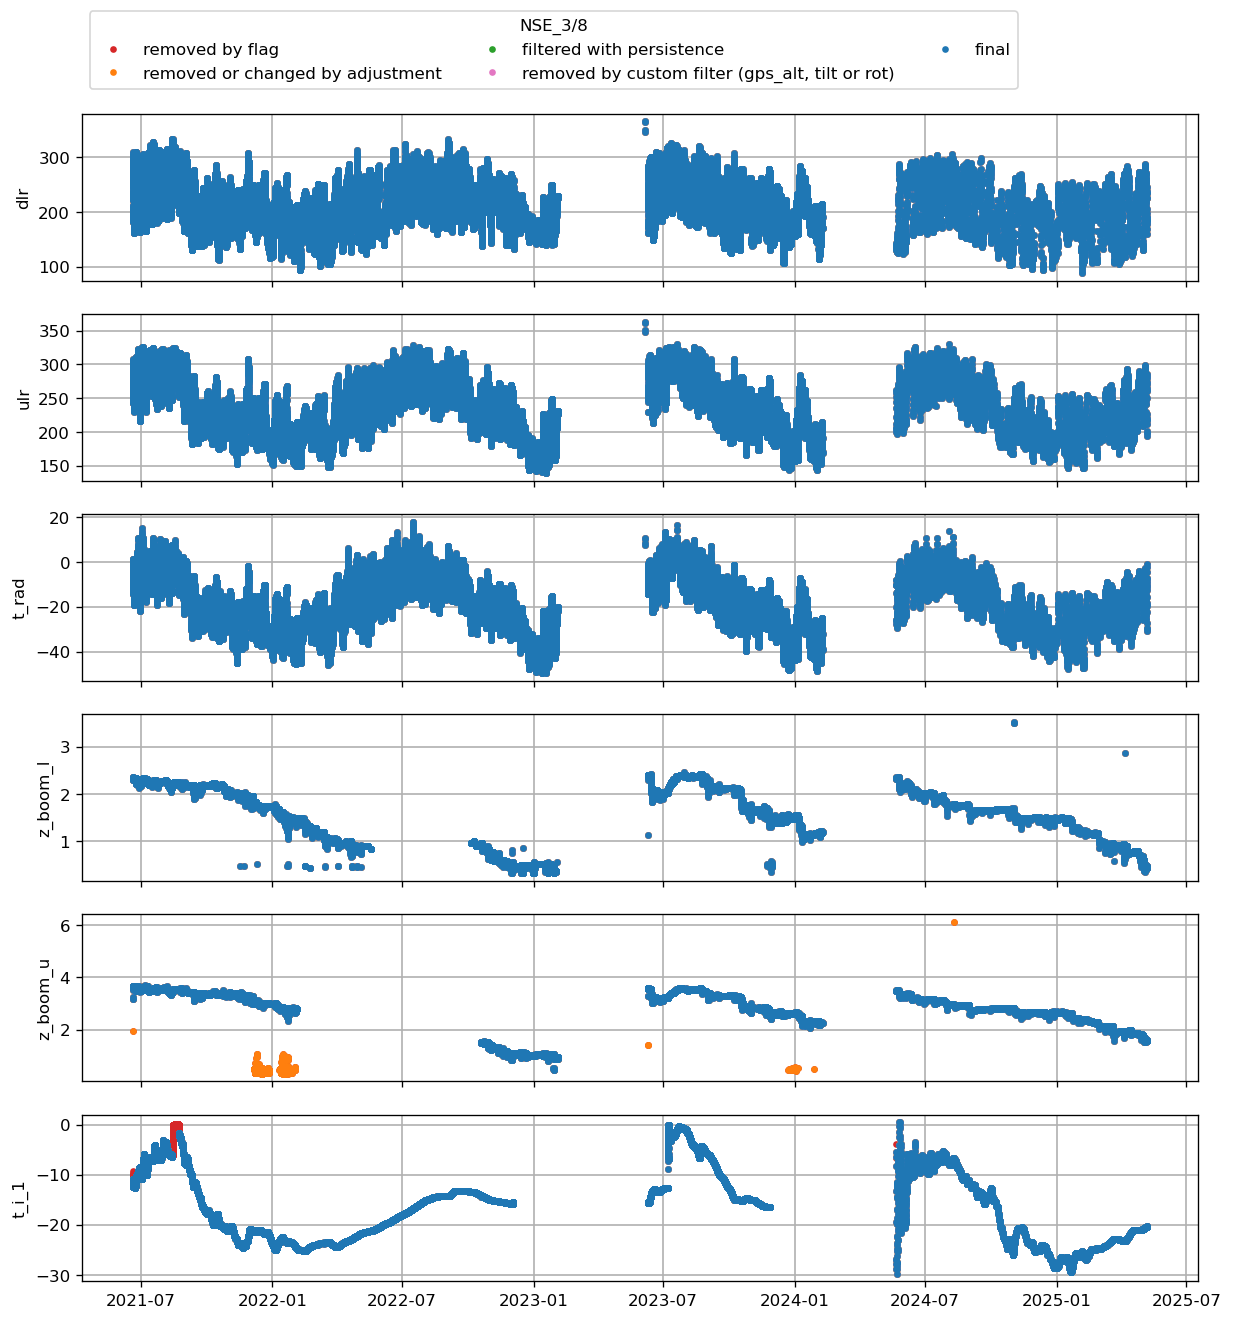 NSE_3/8
removed by flag
filtered with persistence
final
removed or changed by adjustment
removed by custom filter (gps_alt, tilt or rot)
300
200
100
dlr
350
300
250
200
150
ulr
20
0
−20
−40
t_rad
3
2
1
z_boom_l
6
4
2
z_boom_u
0
−10
−20
−30
t_i_1
2021-07
2022-01
2022-07
2023-01
2023-07
2024-01
2024-07
2025-01
2025-07